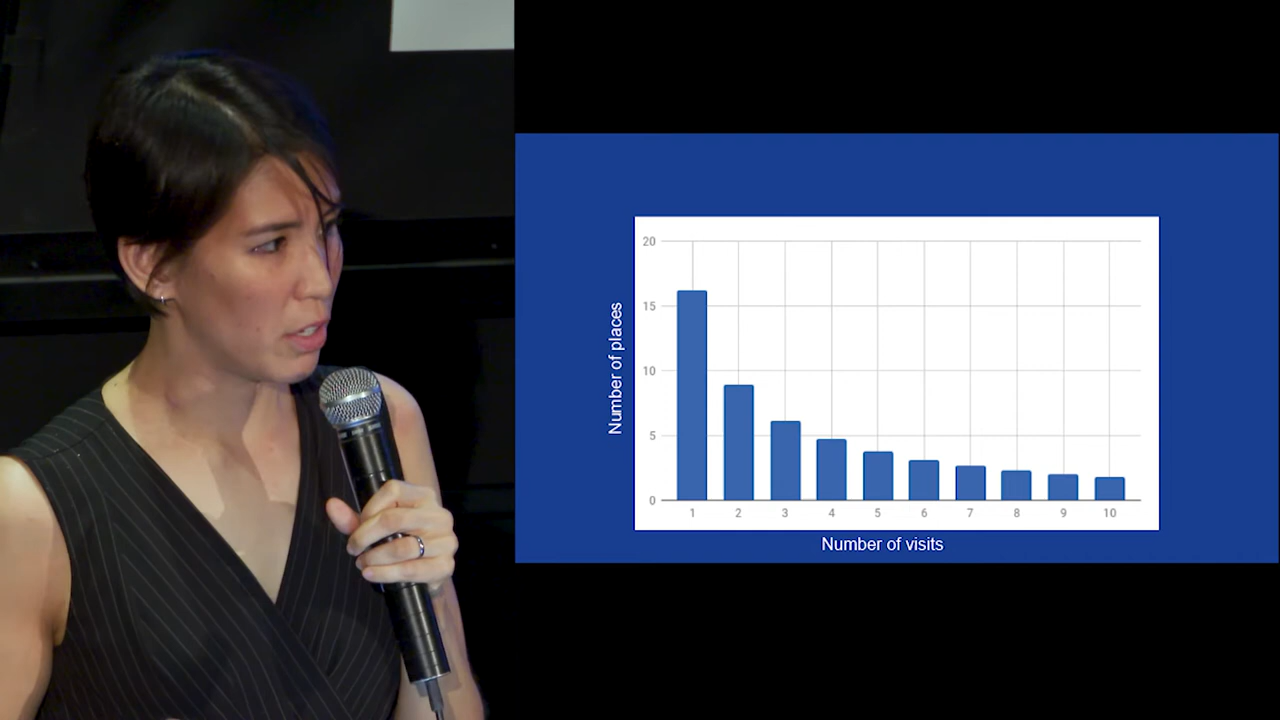 20
15
10
5
0
Number of places
1 2 3 4 5 6 7 8 9 10
Number of visits